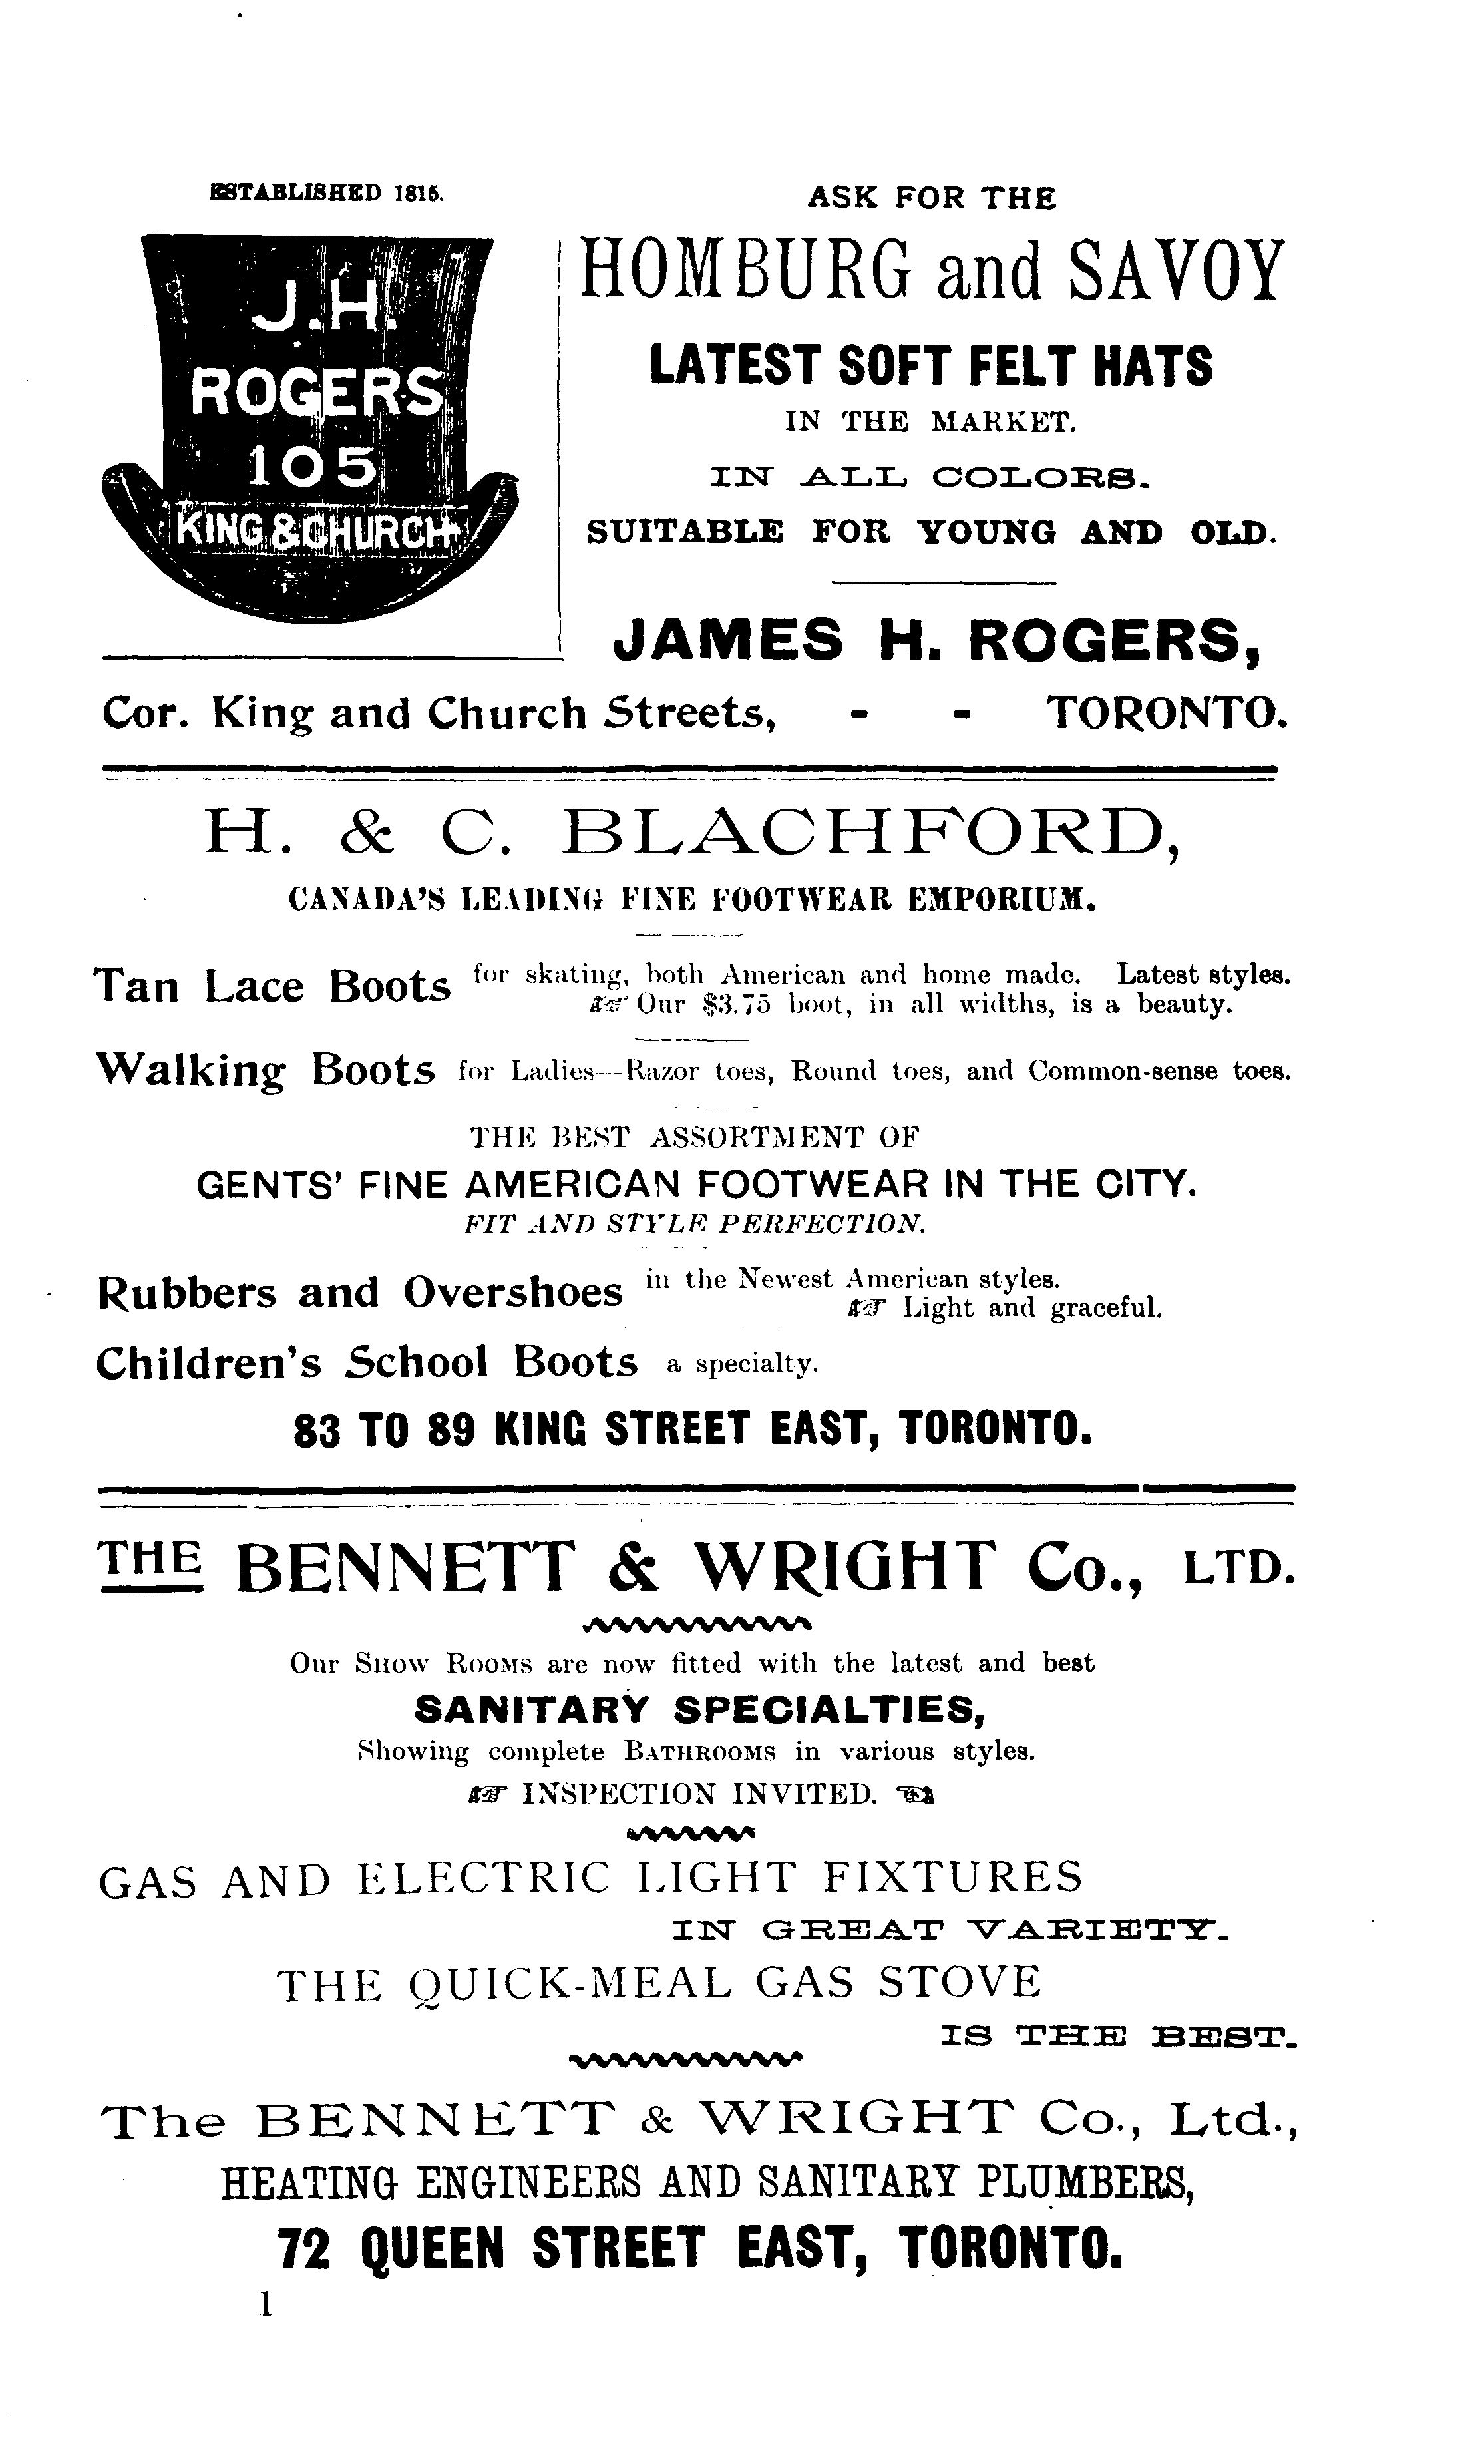 ESTABLISHED 1815.
J.H.
ROGERS
105
KING & CHURCH
ASK FOR THE
HOMBURG and SAVOY
LATEST SOFT FELT HATS
IN THE MARKET.
IN ALL COLORS.
SUITABLE FOR YOUNG AND OLD.
JAMES H. ROGERS,
Cor. King and Church Streets, - - TORONTO.
H. & C. BLACHFORD,
CANADA'S LEADING FINE FOOTWEAR EMPORIUM.
Tan Lace Boots for skating, both American and home made. Latest styles.
☞ Our $3.75 boot, in all widths, is a beauty.
Walking Boots for Ladies—Razor toes, Round toes, and Common-sense toes.
THE BEST ASSORTMENT OF
GENTS' FINE AMERICAN FOOTWEAR IN THE CITY.
FIT AND STYLE PERFECTION.
Rubbers and Overshoes in the Newest American styles.
☞ Light and graceful.
Children's School Boots a specialty.
83 TO 89 KING STREET EAST, TORONTO.
THE BENNETT & WRIGHT Co., LTD.
Our SHOW ROOMS are now fitted with the latest and best
SANITARY SPECIALTIES,
Showing complete BATHROOMS in various styles.
☞ INSPECTION INVITED. ☜
GAS AND ELECTRIC LIGHT FIXTURES
IN GREAT VARIETY.
THE QUICK-MEAL GAS STOVE
IS THE BEST.
The BENNETT & WRIGHT Co., Ltd.,
HEATING ENGINEERS AND SANITARY PLUMBERS,
72 QUEEN STREET EAST, TORONTO.
1